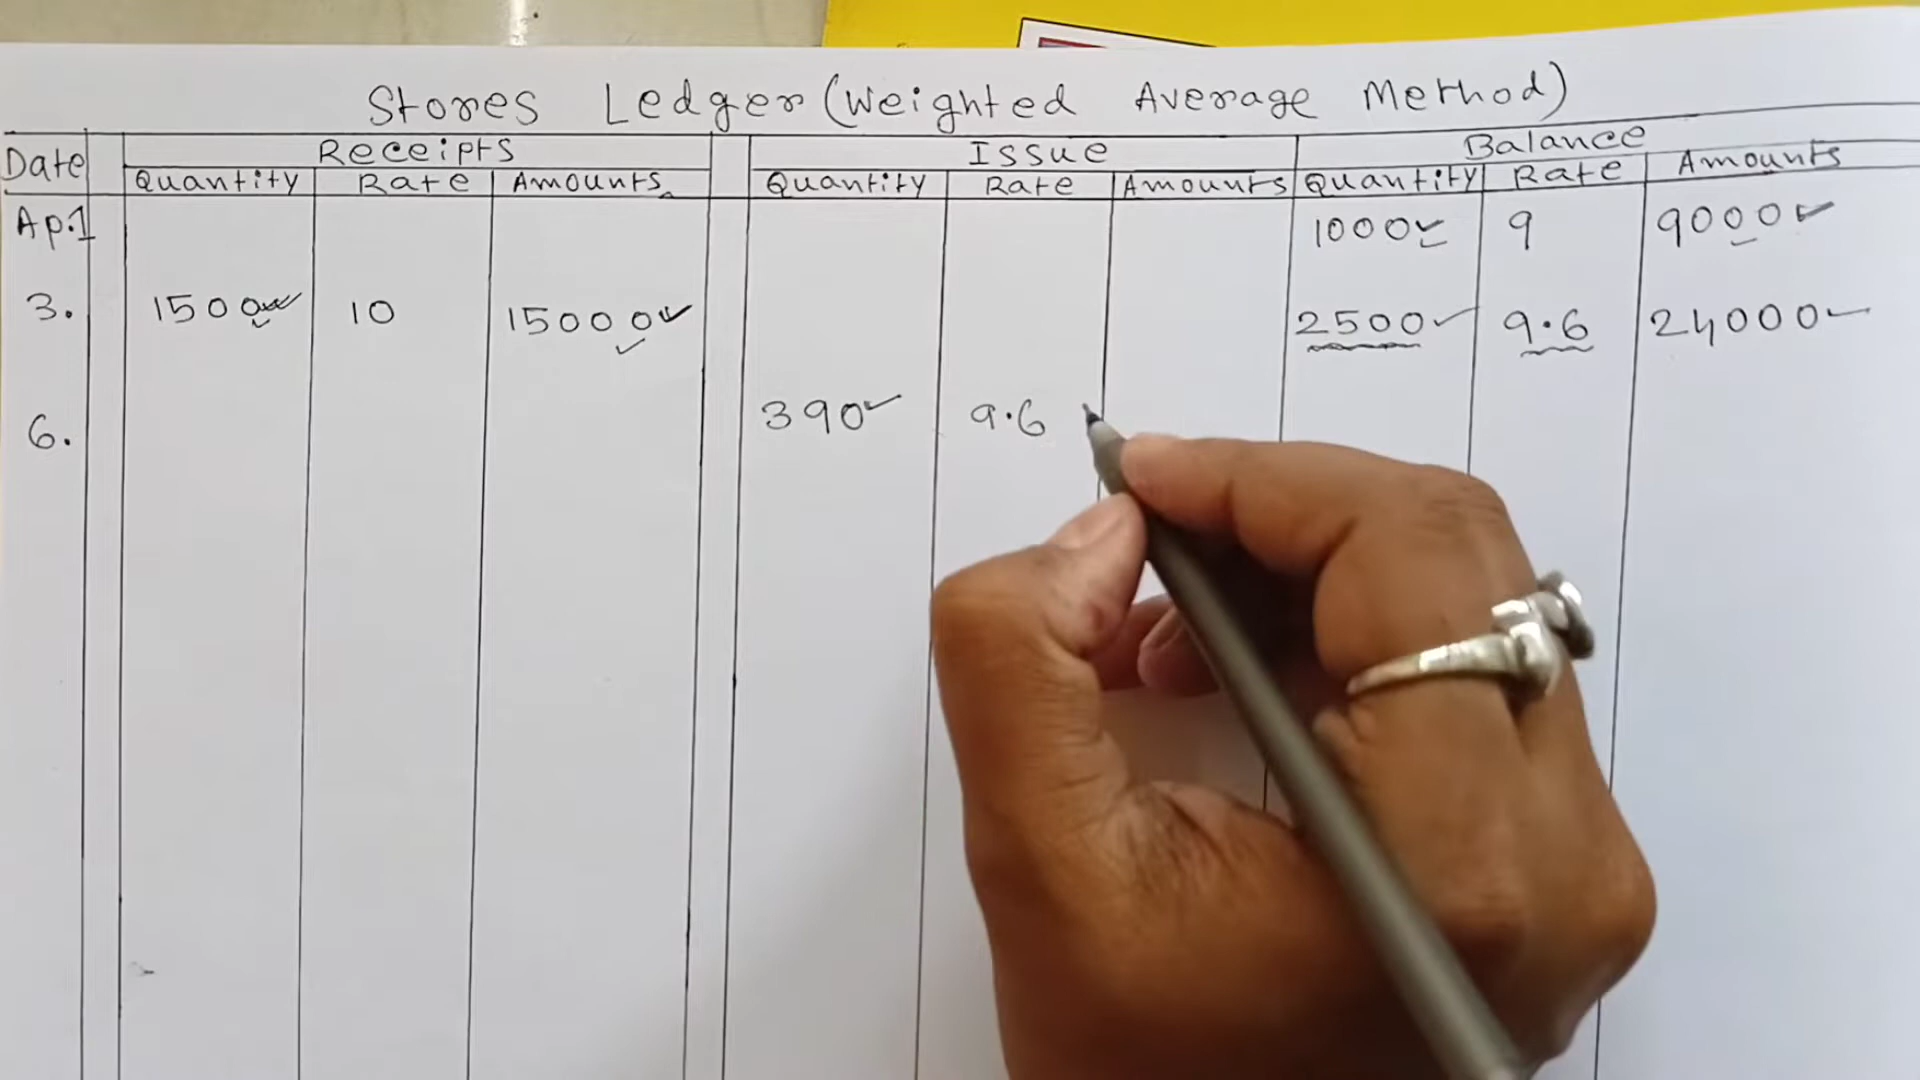 Stores Ledger (Weighted Average Method)
Date Receipts Issue Balance
Quantity Rate Amounts Quantity Rate Amounts Quantity Rate Amounts
Ap.1 1000 9 9000
3. 1500 10 15000 2500 9.6 24000
6. 390 9.6